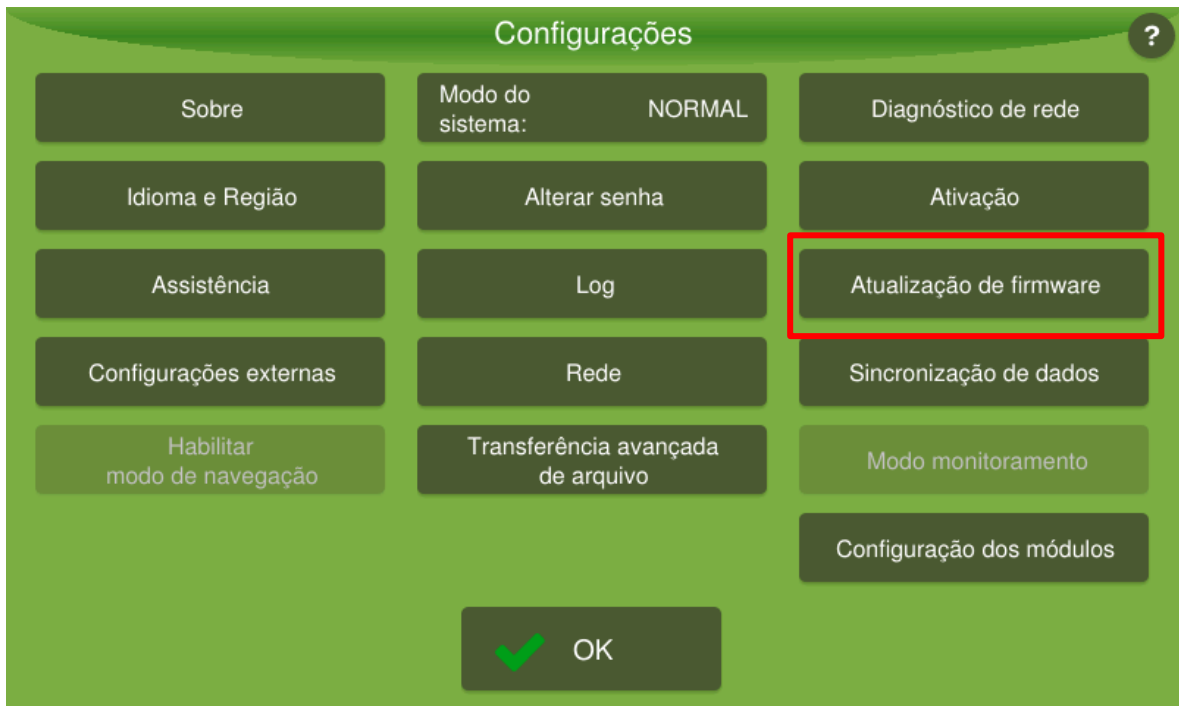 Configurações
?
Sobre
Modo do
sistema:
NORMAL
Diagnóstico de rede
Idioma e Região
Alterar senha
Ativação
Assistência
Log
Atualização de firmware
Configurações externas
Rede
Sincronização de dados
Habilitar
modo de navegação
Transferência avançada
de arquivo
Modo monitoramento
Configuração dos módulos
OK